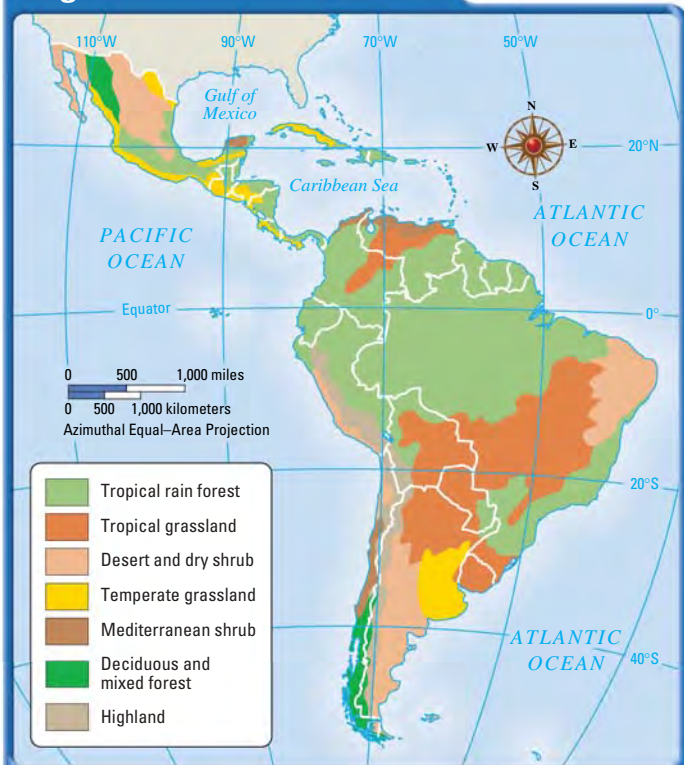 110°W
90°W
70°W
50°W
Gulf of
Mexico
N
W
E
S
20°N
Caribbean Sea
ATLANTIC
OCEAN
PACIFIC
OCEAN
Equator
0°
0 500 1,000 miles
0 500 1,000 kilometers
Azimuthal Equal–Area Projection
Tropical rain forest
Tropical grassland
Desert and dry shrub
Temperate grassland
Mediterranean shrub
Deciduous and
mixed forest
Highland
20°S
ATLANTIC
OCEAN
40°S